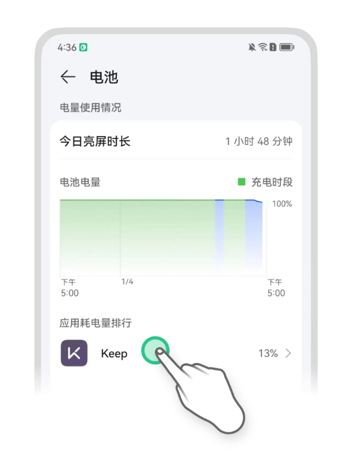 4:36
电池
电量使用情况
今日亮屏时长 1 小时 48 分钟
电池电量 充电时段
100%
下午 1/4 下午
5:00 5:00
应用耗电量排行
Keep 13%